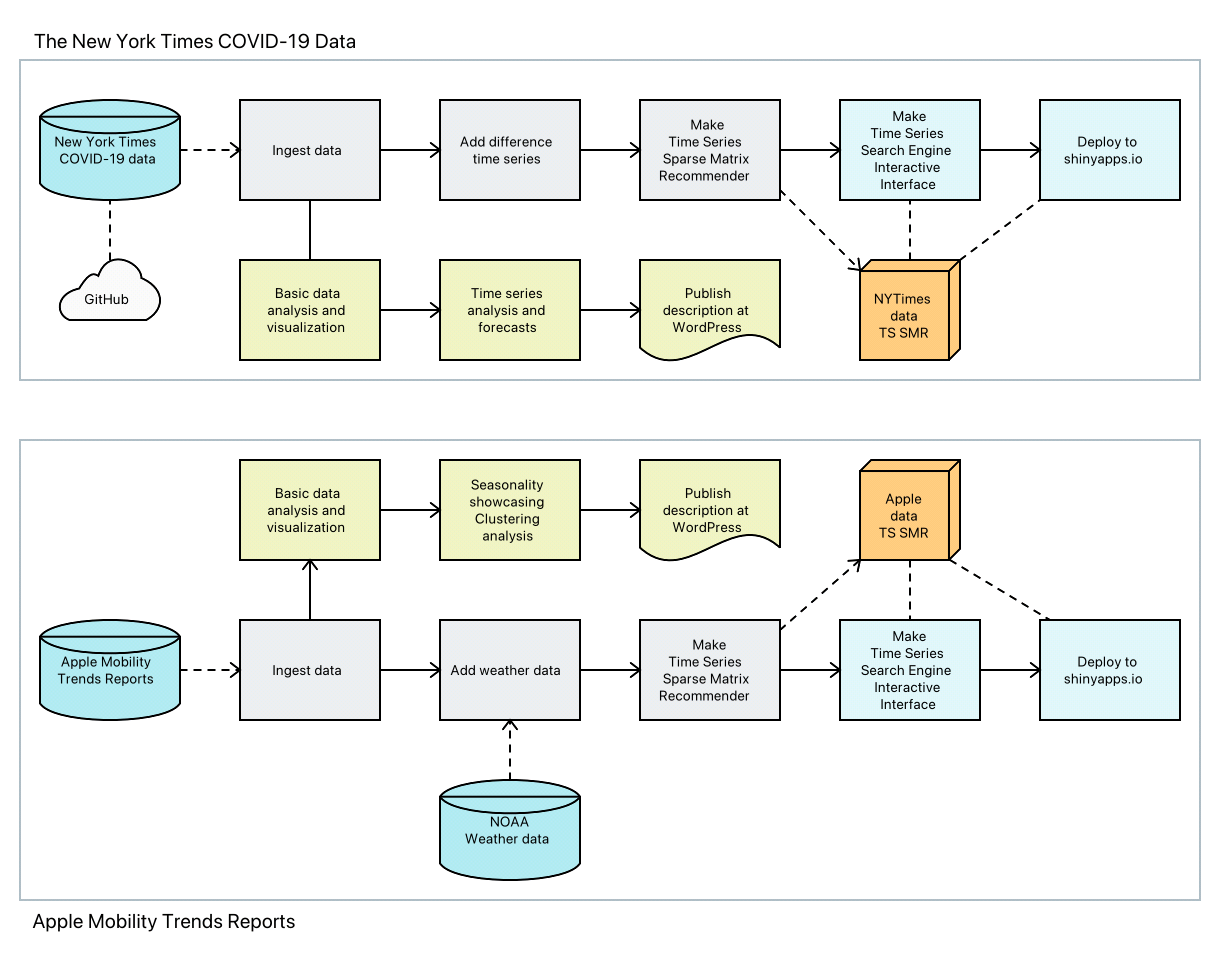 The New York Times COVID-19 Data
New York Times
COVID-19 data
Ingest data
Add difference
time series
Make
Time Series
Sparse Matrix
Recommender
Make
Time Series
Search Engine
Interactive
Interface
Deploy to
shinyapps.io
GitHub
Basic data
analysis and
visualization
Time series
analysis and
forecasts
Publish
description at
WordPress
NYTimes
data
TS SMR
Basic data
analysis and
visualization
Seasonality
showcasing
Clustering
analysis
Publish
description at
WordPress
Apple
data
TS SMR
Apple Mobility
Trends Reports
Ingest data
Add weather data
Make
Time Series
Sparse Matrix
Recommender
Make
Time Series
Search Engine
Interactive
Interface
Deploy to
shinyapps.io
NOAA
Weather data
Apple Mobility Trends Reports